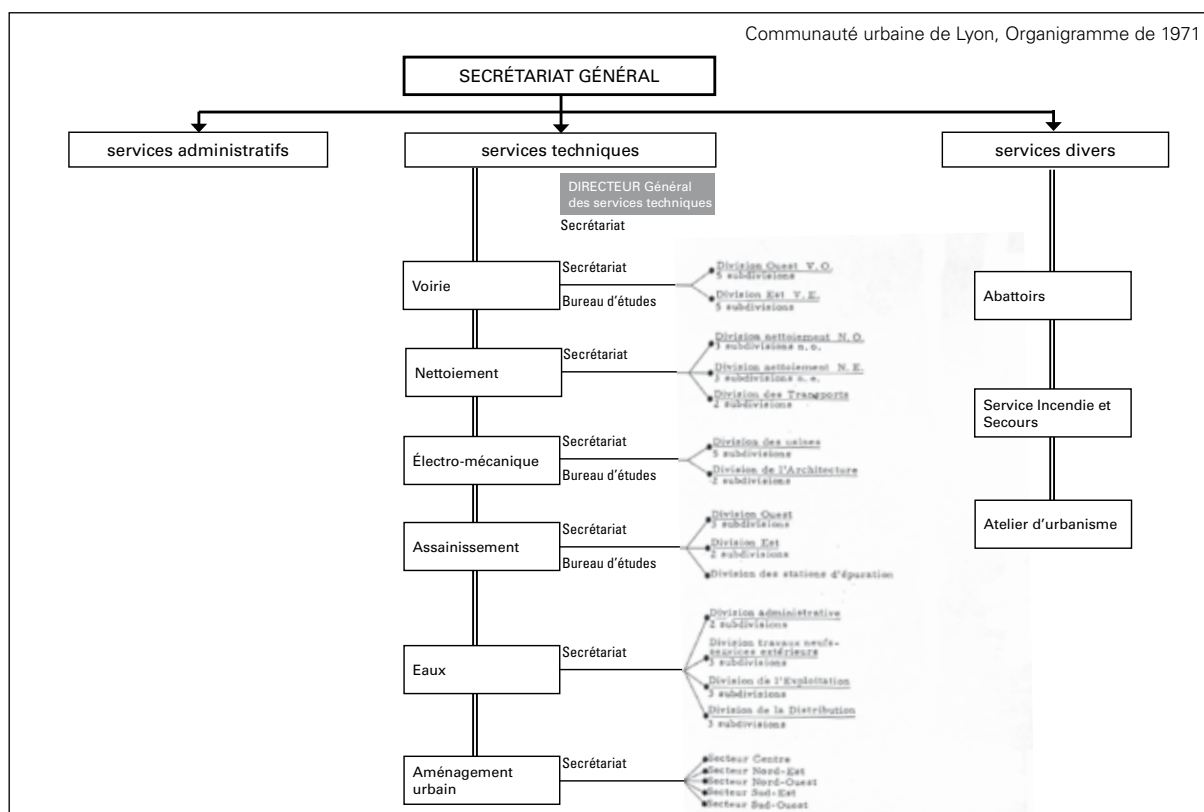 Communauté urbaine de Lyon, Organigramme de 1971
SECRÉTARIAT GÉNÉRAL
services administratifs
services techniques
services divers
DIRECTEUR Général
des services techniques
Secrétariat
Voirie
Secrétariat
Bureau d'études
Division Ouest V. O.
5 subdivisions
Division Est V. E.
5 subdivisions
Nettoiement
Secrétariat
Division nettoiement N. O.
3 subdivisions n. o.
Division nettoiement N. E.
3 subdivisions
Division des Transports
2 subdivisions
Électro-mécanique
Secrétariat
Bureau d'études
Division des usines
5 subdivisions
Division de l'Architecture
2 subdivisions
Assainissement
Secrétariat
Bureau d'études
Division Ouest
3 subdivisions
Division Est
2 subdivisions
Division des stations d'épuration
Eaux
Secrétariat
Division administrative
2 subdivisions
Division travaux neufs-
extérieurs
3 subdivisions
Division de l'Exploitation
3 subdivisions
Division de la Distribution
3 subdivisions
Aménagement
urbain
Secrétariat
Secteur Centre
Secteur Nord-Est
Secteur Nord-Ouest
Secteur Sud-Est
Secteur Sud-Ouest
Abattoirs
Service Incendie et
Secours
Atelier d'urbanisme